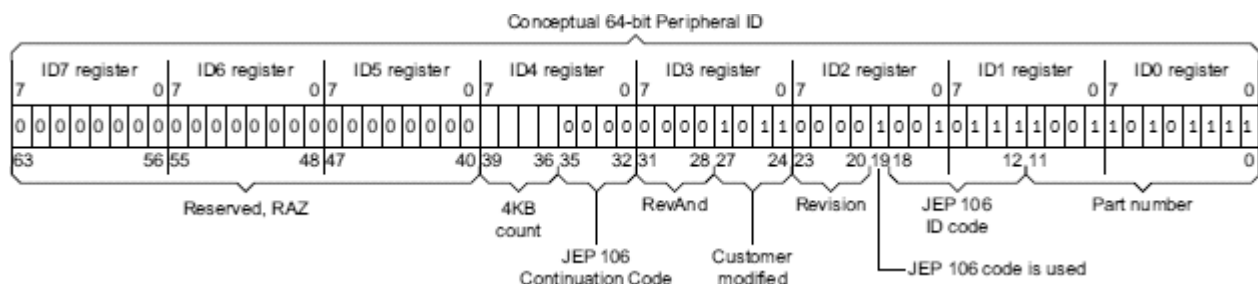 Conceptual 64-bit Peripheral ID
ID7 register ID6 register ID5 register ID4 register ID3 register ID2 register ID1 register ID0 register
7 0 7 0 7 0 7 0 7 0 7 0 7 0 7 0
0 0 0 0 0 0 0 0 0 0 0 0 0 0 0 0 0 0 0 0 0 0 0 0 0 0 0 0 0 0 0 0 1 0 1 1 0 0 0 0 1 0 0 1 0 1 1 1 1 0 0 1 1 0 1 0 1 1 1 1
63 56 55 48 47 40 39 36 35 32 31 28 27 24 23 20 19 18 12 11 0
Reserved, RAZ 4KB count RevAnd Revision JEP 106 ID code Part number
JEP 106 Continuation Code Customer modified JEP 106 code is used